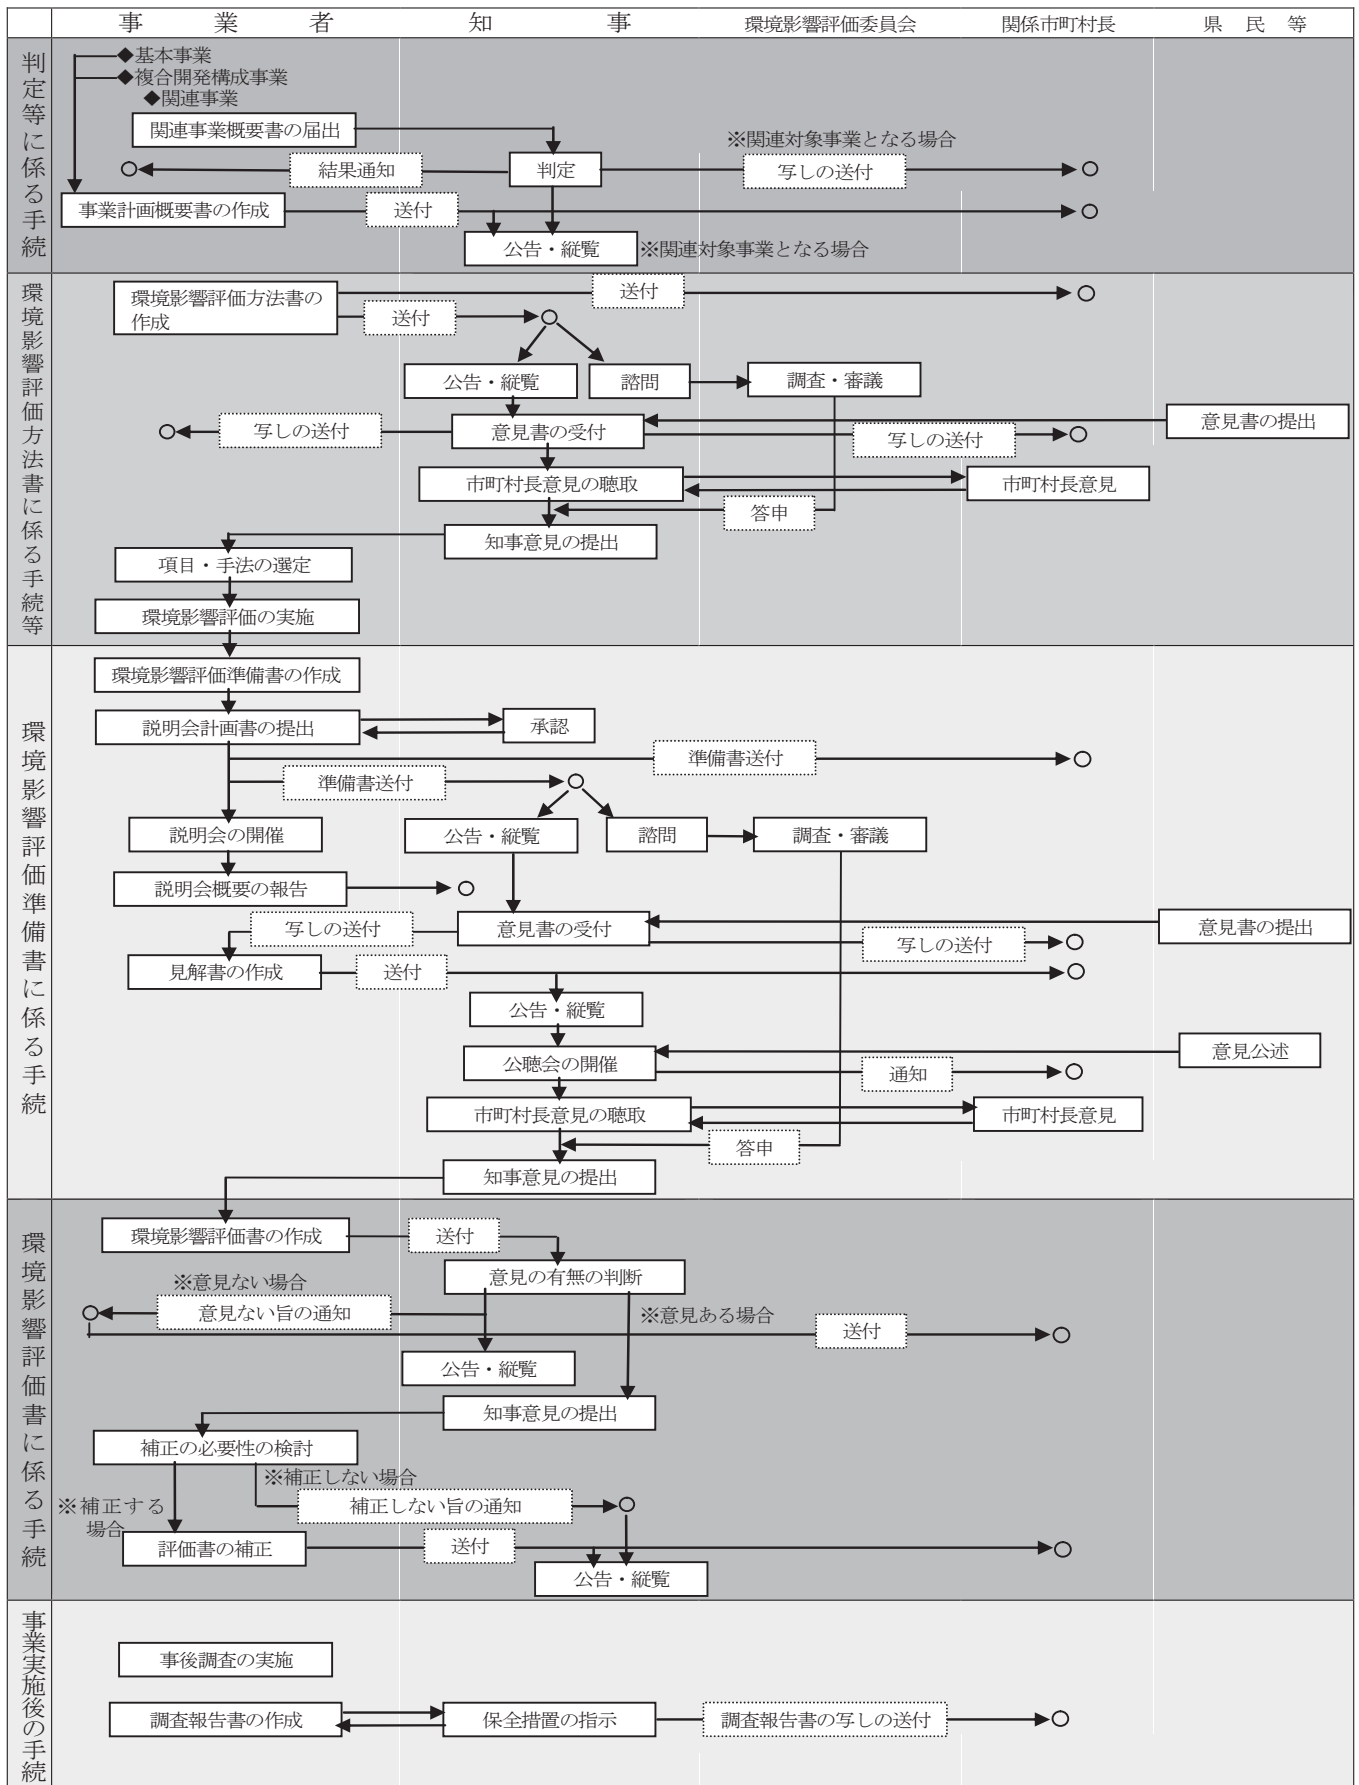 事業者 知事 環境影響評価委員会 関係市町村長 県民等
判定等に係る手続
◆基本事業
◆複合開発構成事業
◆関連事業
関連事業概要書の届出
※関連対象事業となる場合
結果通知 判定 写しの送付
事業計画概要書の作成 送付
公告・縦覧 ※関連対象事業となる場合
環境影響評価方法書に係る手続等
環境影響評価方法書の
作成
送付
送付
公告・縦覧 諮問 調査・審議
写しの送付 意見書の受付 写しの送付 意見書の提出
市町村長意見の聴取 市町村長意見
答申
知事意見の提出
項目・手法の選定
環境影響評価の実施
環境影響評価準備書に係る手続
環境影響評価準備書の作成
説明会計画書の提出 承認
準備書送付
準備書送付
説明会の開催 公告・縦覧 諮問 調査・審議
説明会概要の報告
写しの送付 意見書の受付 写しの送付 意見書の提出
見解書の作成 送付
公告・縦覧
公聴会の開催 意見公述
通知
市町村長意見の聴取 市町村長意見
答申
知事意見の提出
環境影響評価書に係る手続
環境影響評価書の作成 送付
意見の有無の判断
※意見ない場合
意見ない旨の通知 ※意見ある場合
送付
公告・縦覧
知事意見の提出
補正の必要性の検討
※補正しない場合
※補正する
場合
補正しない旨の通知
評価書の補正 送付
公告・縦覧
事業実施後の手続
事後調査の実施
調査報告書の作成 保全措置の指示 調査報告書の写しの送付